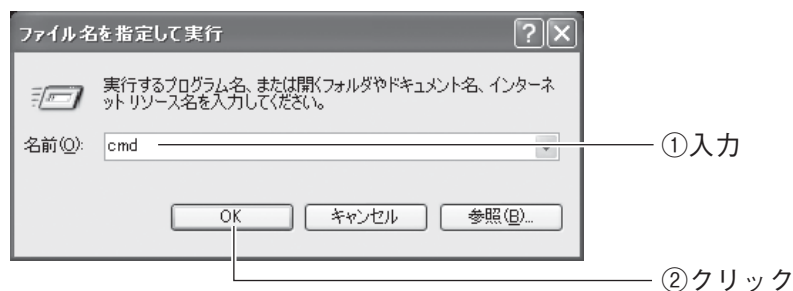 ファイル名を指定して実行
実行するプログラム名、または開くフォルダやドキュメント名、インターネ
ット リソース名を入力してください。
名前(O): cmd
①入力
OK キャンセル 参照(B)...
②クリック